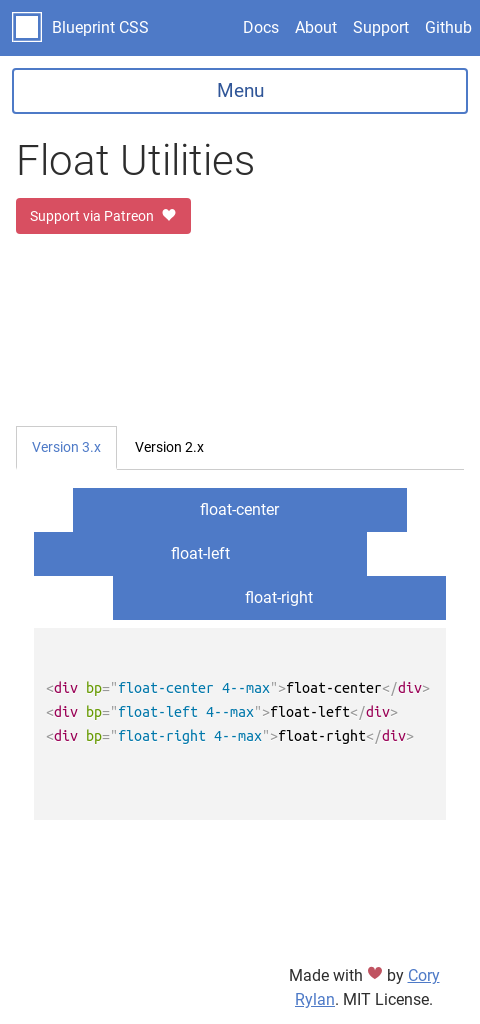 Blueprint CSS Docs About Support Github
Menu
Float Utilities
Support via Patreon
Version 3.x Version 2.x
float-center
float-left
float-right
<div bp="float-center 4--max">float-center</div>
<div bp="float-left 4--max">float-left</div>
<div bp="float-right 4--max">float-right</div>
Made with ♥ by Cory
Rylan. MIT License.